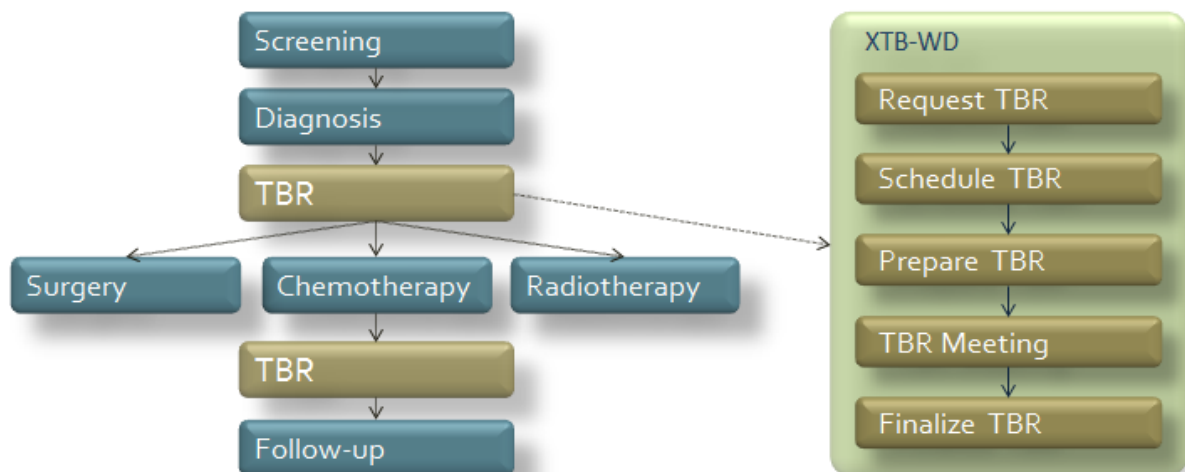 Screening
Diagnosis
TBR
Surgery
Chemotherapy
Radiotherapy
TBR
Follow-up
XTB-WD
Request TBR
Schedule TBR
Prepare TBR
TBR Meeting
Finalize TBR